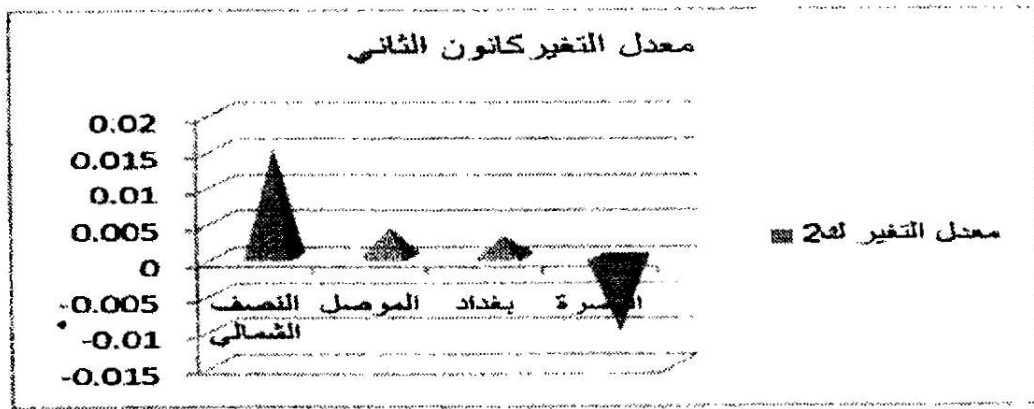 معدل التغير كانون الثاني
0.02
0.015
0.01
0.005
0
-0.005
-0.01
-0.015
النصف الموصل بغداد البصرة
الشمالي
معدل التغير ك2